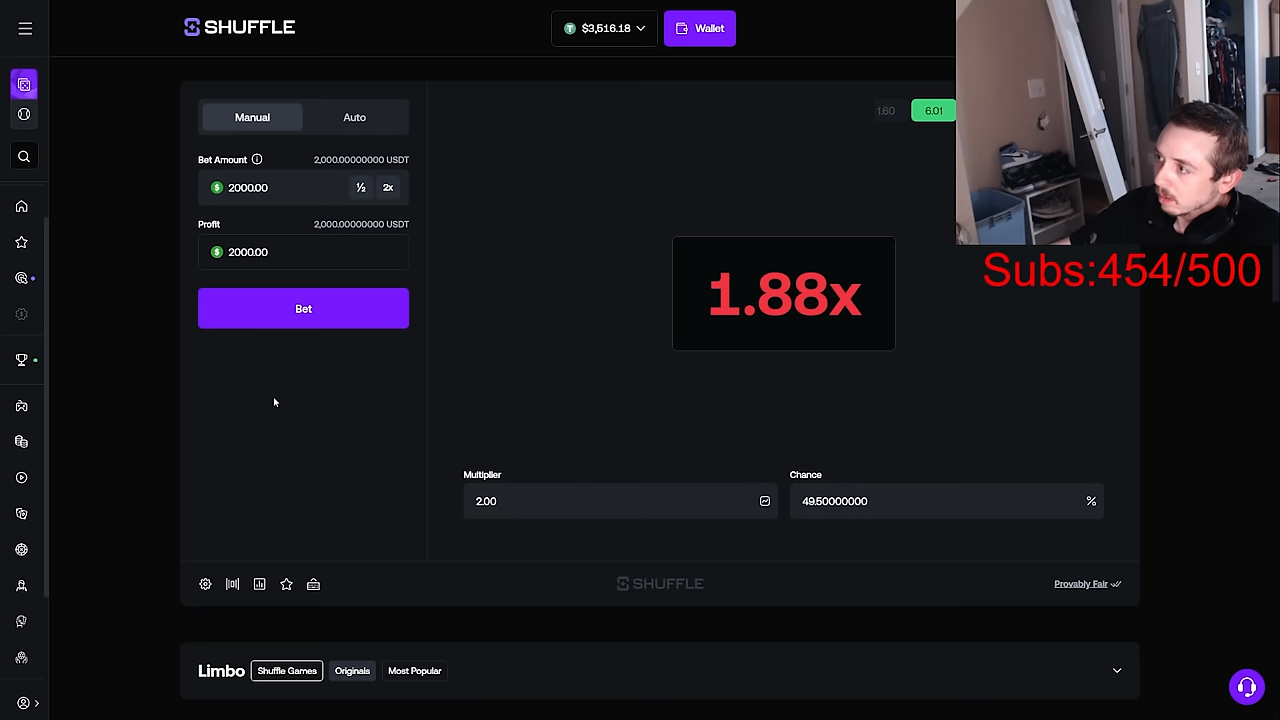 SHUFFLE
$3,516.18
Wallet
Manual
Auto
1.60
6.01
Bet Amount
2,000.00000000 USDT
2000.00
½
2x
Profit
2,000.00000000 USDT
2000.00
Bet
1.88x
Subs:454/500
Multiplier
Chance
2.00
49.50000000
%
SHUFFLE
Provably Fair
Limbo
Shuffle Games
Originals
Most Popular